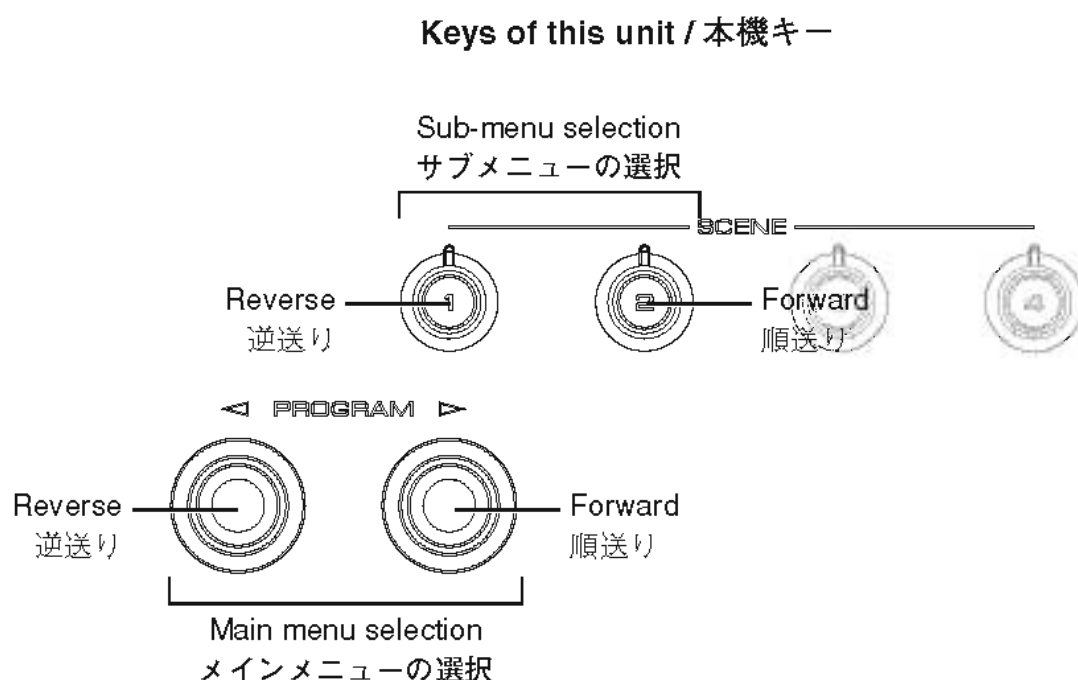 Keys of this unit / 本機キー
Sub-menu selection
サブメニューの選択
SCENE
Reverse
逆送り
1
2
Forward
順送り
4
◁ PROGRAM ▷
Reverse
逆送り
Forward
順送り
Main menu selection
メインメニューの選択